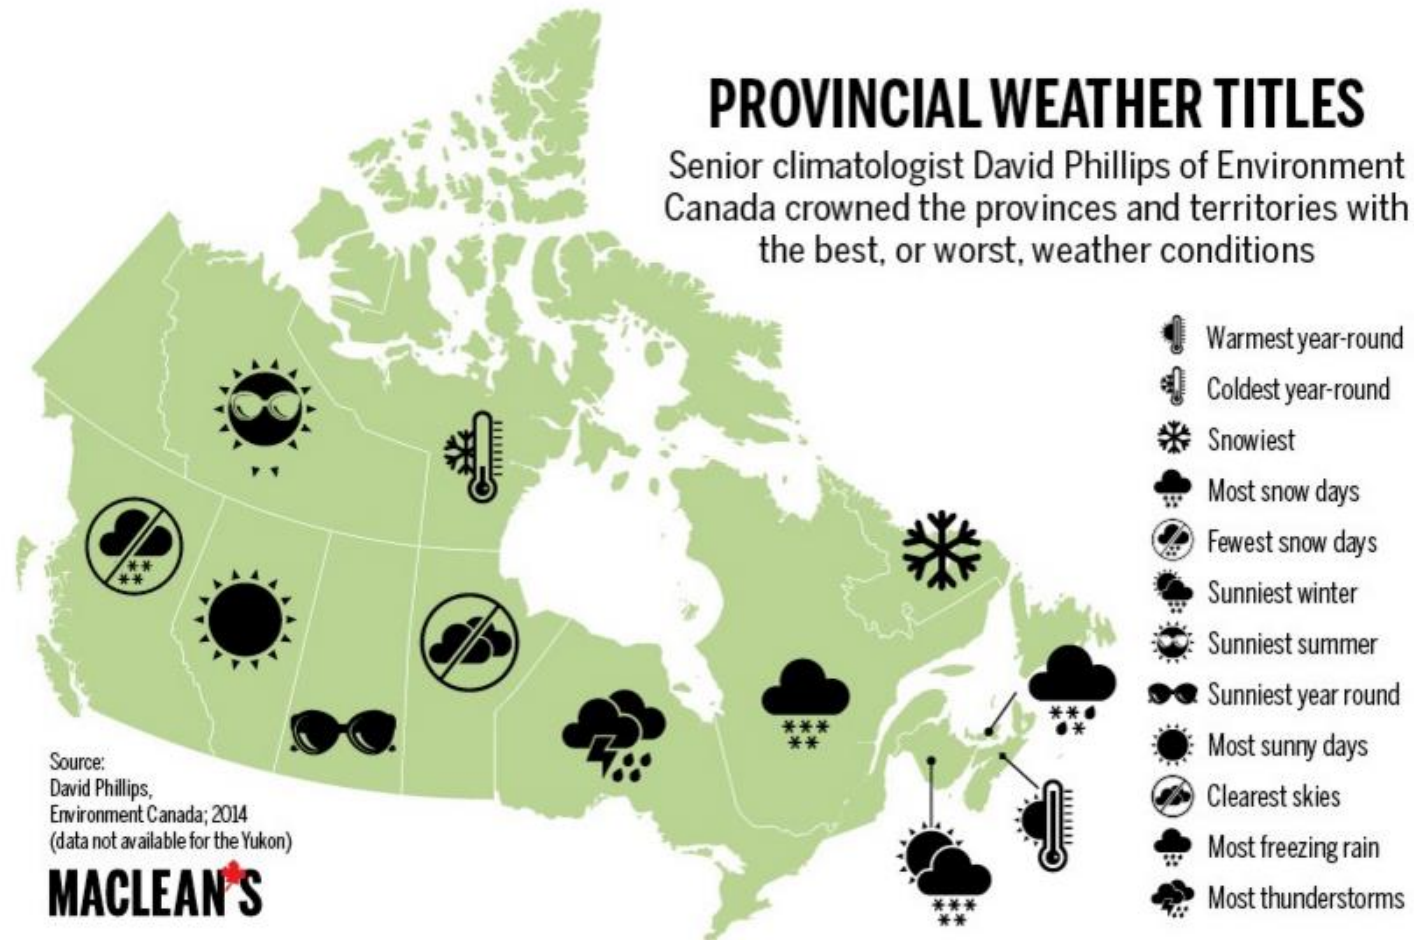 PROVINCIAL WEATHER TITLES
Senior climatologist David Phillips of Environment
Canada crowned the provinces and territories with
the best, or worst, weather conditions
Warmest year-round
Coldest year-round
Snowiest
Most snow days
Fewest snow days
Sunniest winter
Sunniest summer
Sunniest year round
Most sunny days
Clearest skies
Most freezing rain
Most thunderstorms
Source:
David Phillips,
Environment Canada; 2014
(data not available for the Yukon)
MACLEAN'S